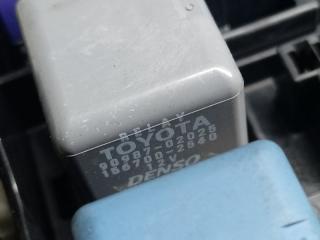 RELAY
TOYOTA
90987-02025
156700-2540
12V
DENSO